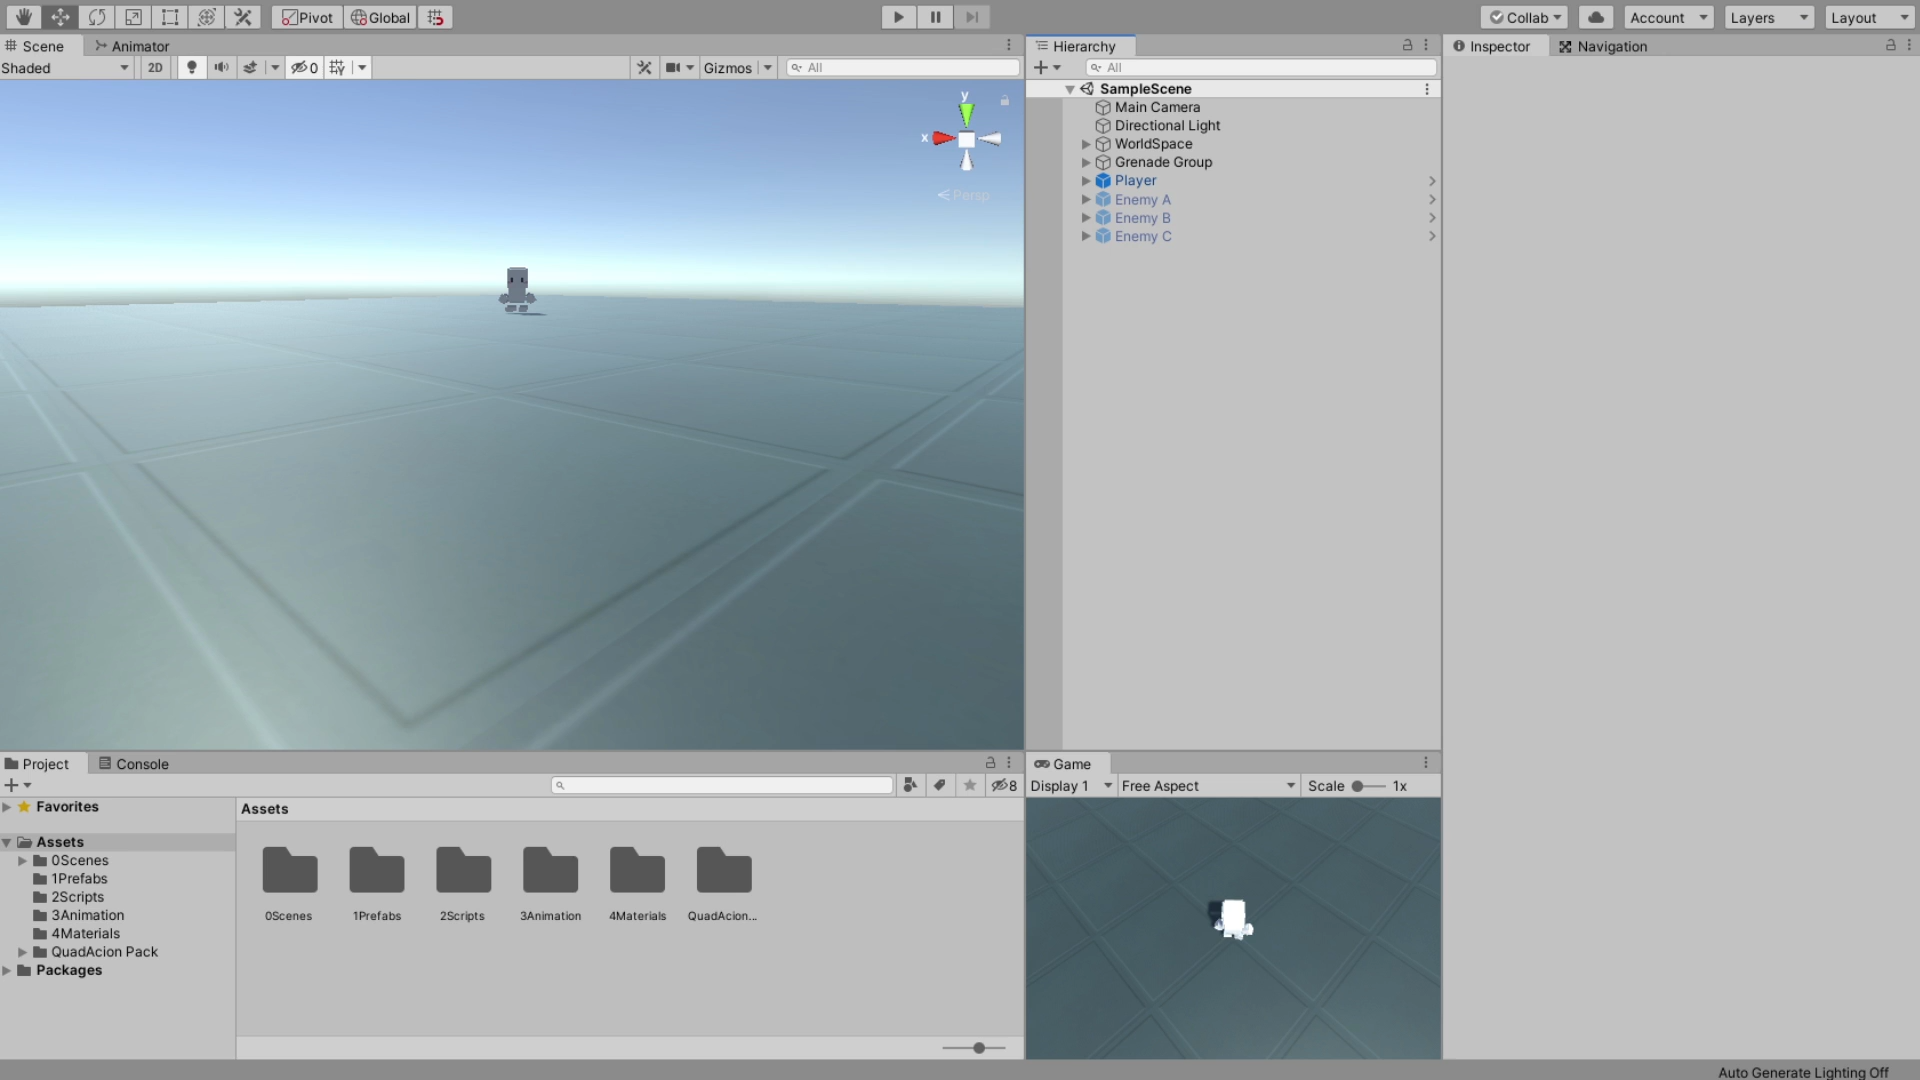 Pivot Global Collab Account Layers Layout
Scene Animator
Shaded 2D 0 Gizmos All
y
x
Persp
Hierarchy
All
SampleScene
Main Camera
Directional Light
WorldSpace
Grenade Group
Player
Enemy A
Enemy B
Enemy C
Inspector Navigation
Project Console
8
Favorites
Assets
0Scenes
1Prefabs
2Scripts
3Animation
4Materials
QuadAcion Pack
Packages
Assets
0Scenes 1Prefabs 2Scripts 3Animation 4Materials QuadAcion...
Game
Display 1 Free Aspect Scale 1x
Auto Generate Lighting Off